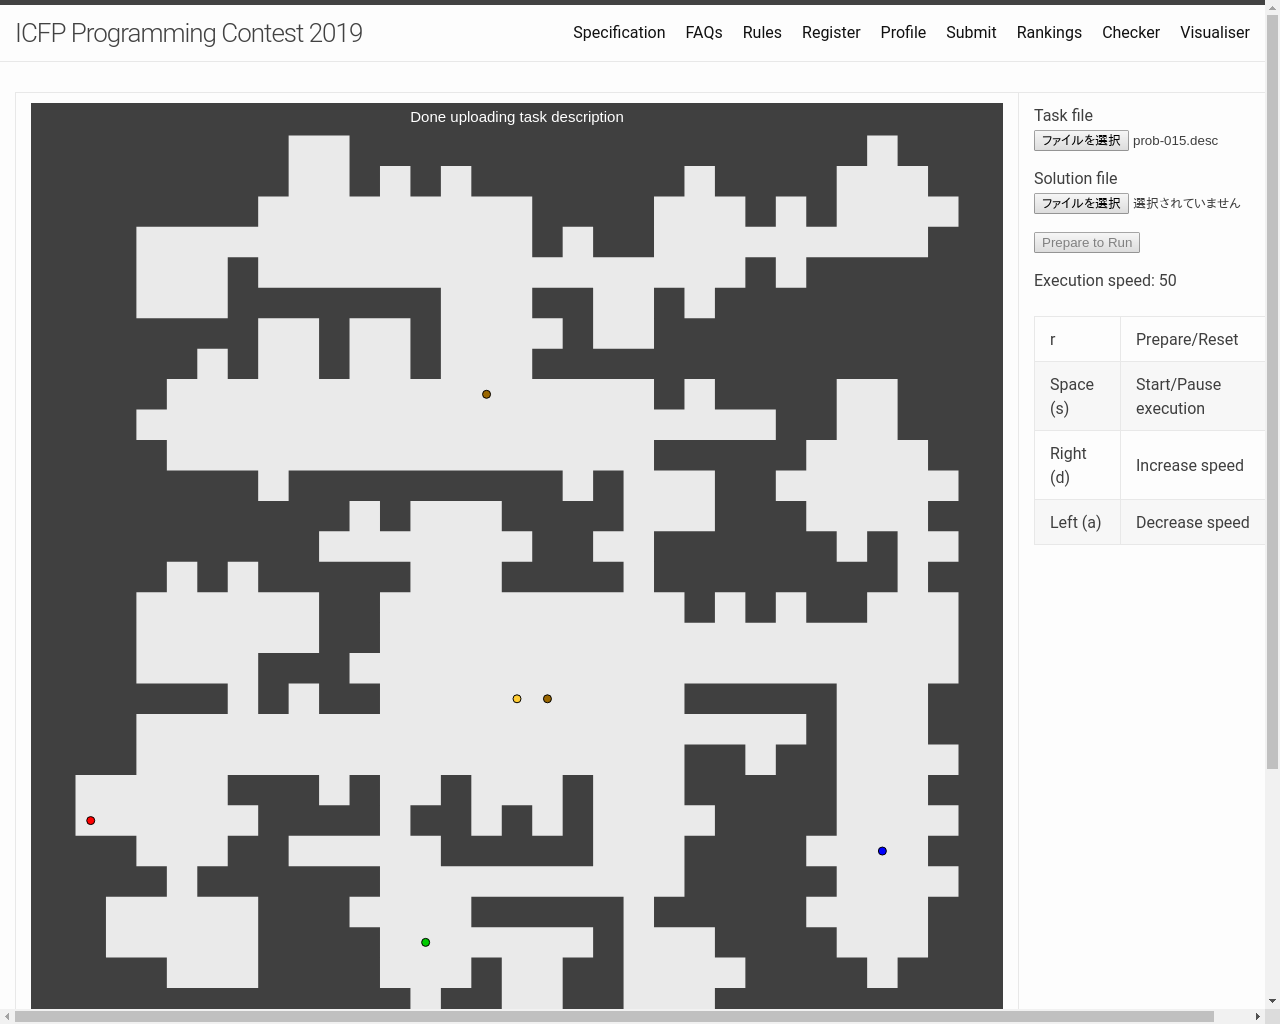 ICFP Programming Contest 2019
Specification FAQs Rules Register Profile Submit Rankings Checker Visualiser
Done uploading task description
Task file
ファイルを選択 prob-015.desc
Solution file
ファイルを選択 選択されていません
Prepare to Run
Execution speed: 50
r Prepare/Reset
Space (s) Start/Pause execution
Right (d) Increase speed
Left (a) Decrease speed